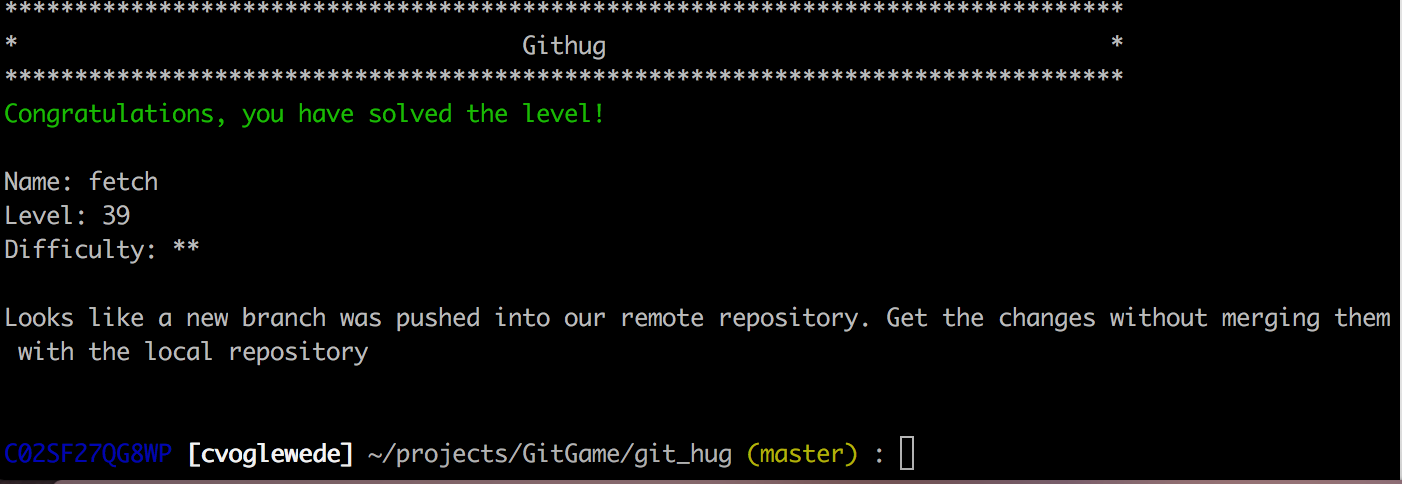 ********************************************************************************
* Githug *
********************************************************************************
Congratulations, you have solved the level!
Name: fetch
Level: 39
Difficulty: **
Looks like a new branch was pushed into our remote repository. Get the changes without merging them
with the local repository
C02SF27QG8WP [cvoglewede] ~/projects/GitGame/git_hug (master) :